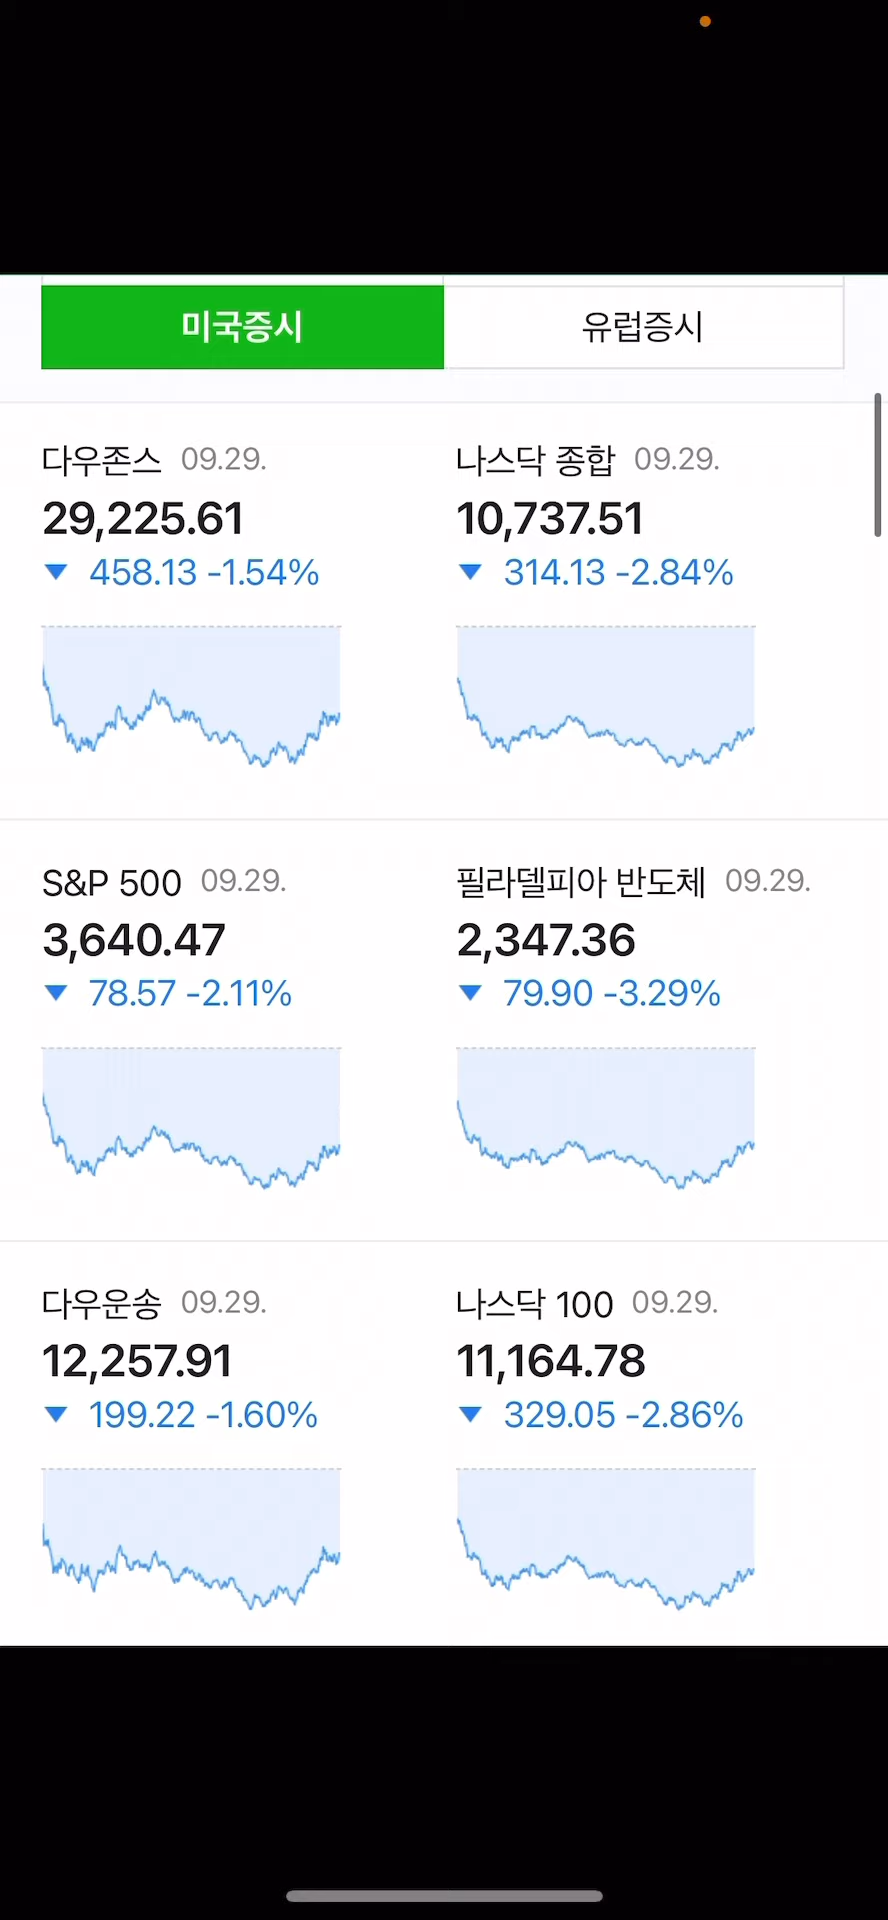 미국증시
유럽증시
다우존스 09.29.
29,225.61
▼ 458.13 -1.54%
나스닥 종합 09.29.
10,737.51
▼ 314.13 -2.84%
S&P 500 09.29.
3,640.47
▼ 78.57 -2.11%
필라델피아 반도체 09.29.
2,347.36
▼ 79.90 -3.29%
다우운송 09.29.
12,257.91
▼ 199.22 -1.60%
나스닥 100 09.29.
11,164.78
▼ 329.05 -2.86%